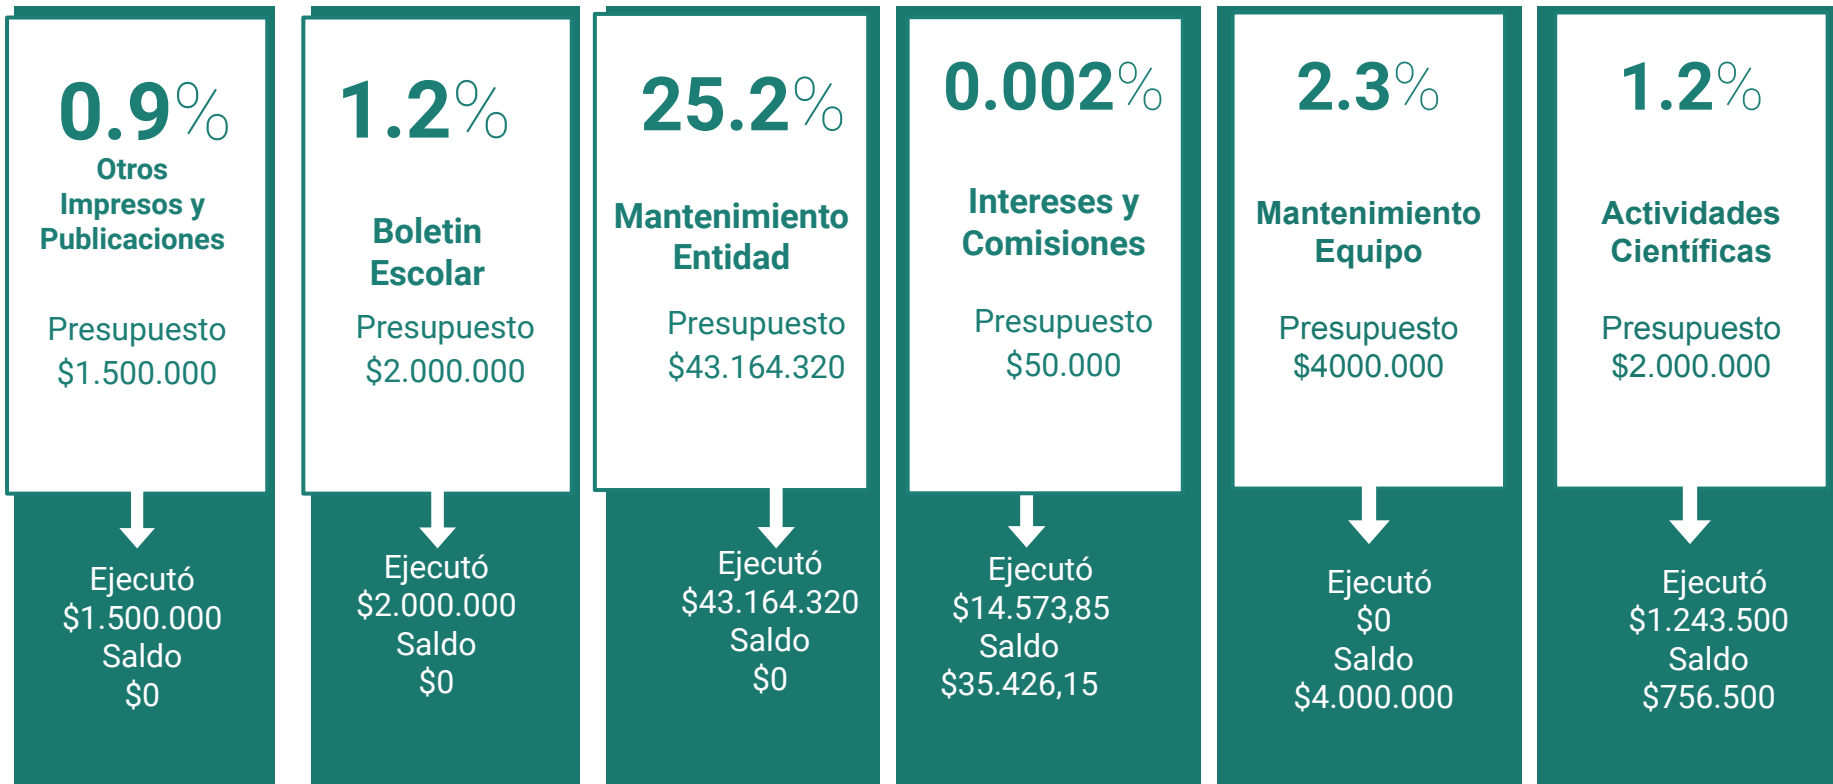 0.9%
Otros
Impresos y
Publicaciones
Presupuesto
$1.500.000
Ejecutó
$1.500.000
Saldo
$0
1.2%
Boletin
Escolar
Presupuesto
$2.000.000
Ejecutó
$2.000.000
Saldo
$0
25.2%
Mantenimiento
Entidad
Presupuesto
$43.164.320
Ejecutó
$43.164.320
Saldo
$0
0.002%
Intereses y
Comisiones
Presupuesto
$50.000
Ejecutó
$14.573,85
Saldo
$35.426,15
2.3%
Mantenimiento
Equipo
Presupuesto
$4000.000
Ejecutó
$0
Saldo
$4.000.000
1.2%
Actividades
Científicas
Presupuesto
$2.000.000
Ejecutó
$1.243.500
Saldo
$756.500